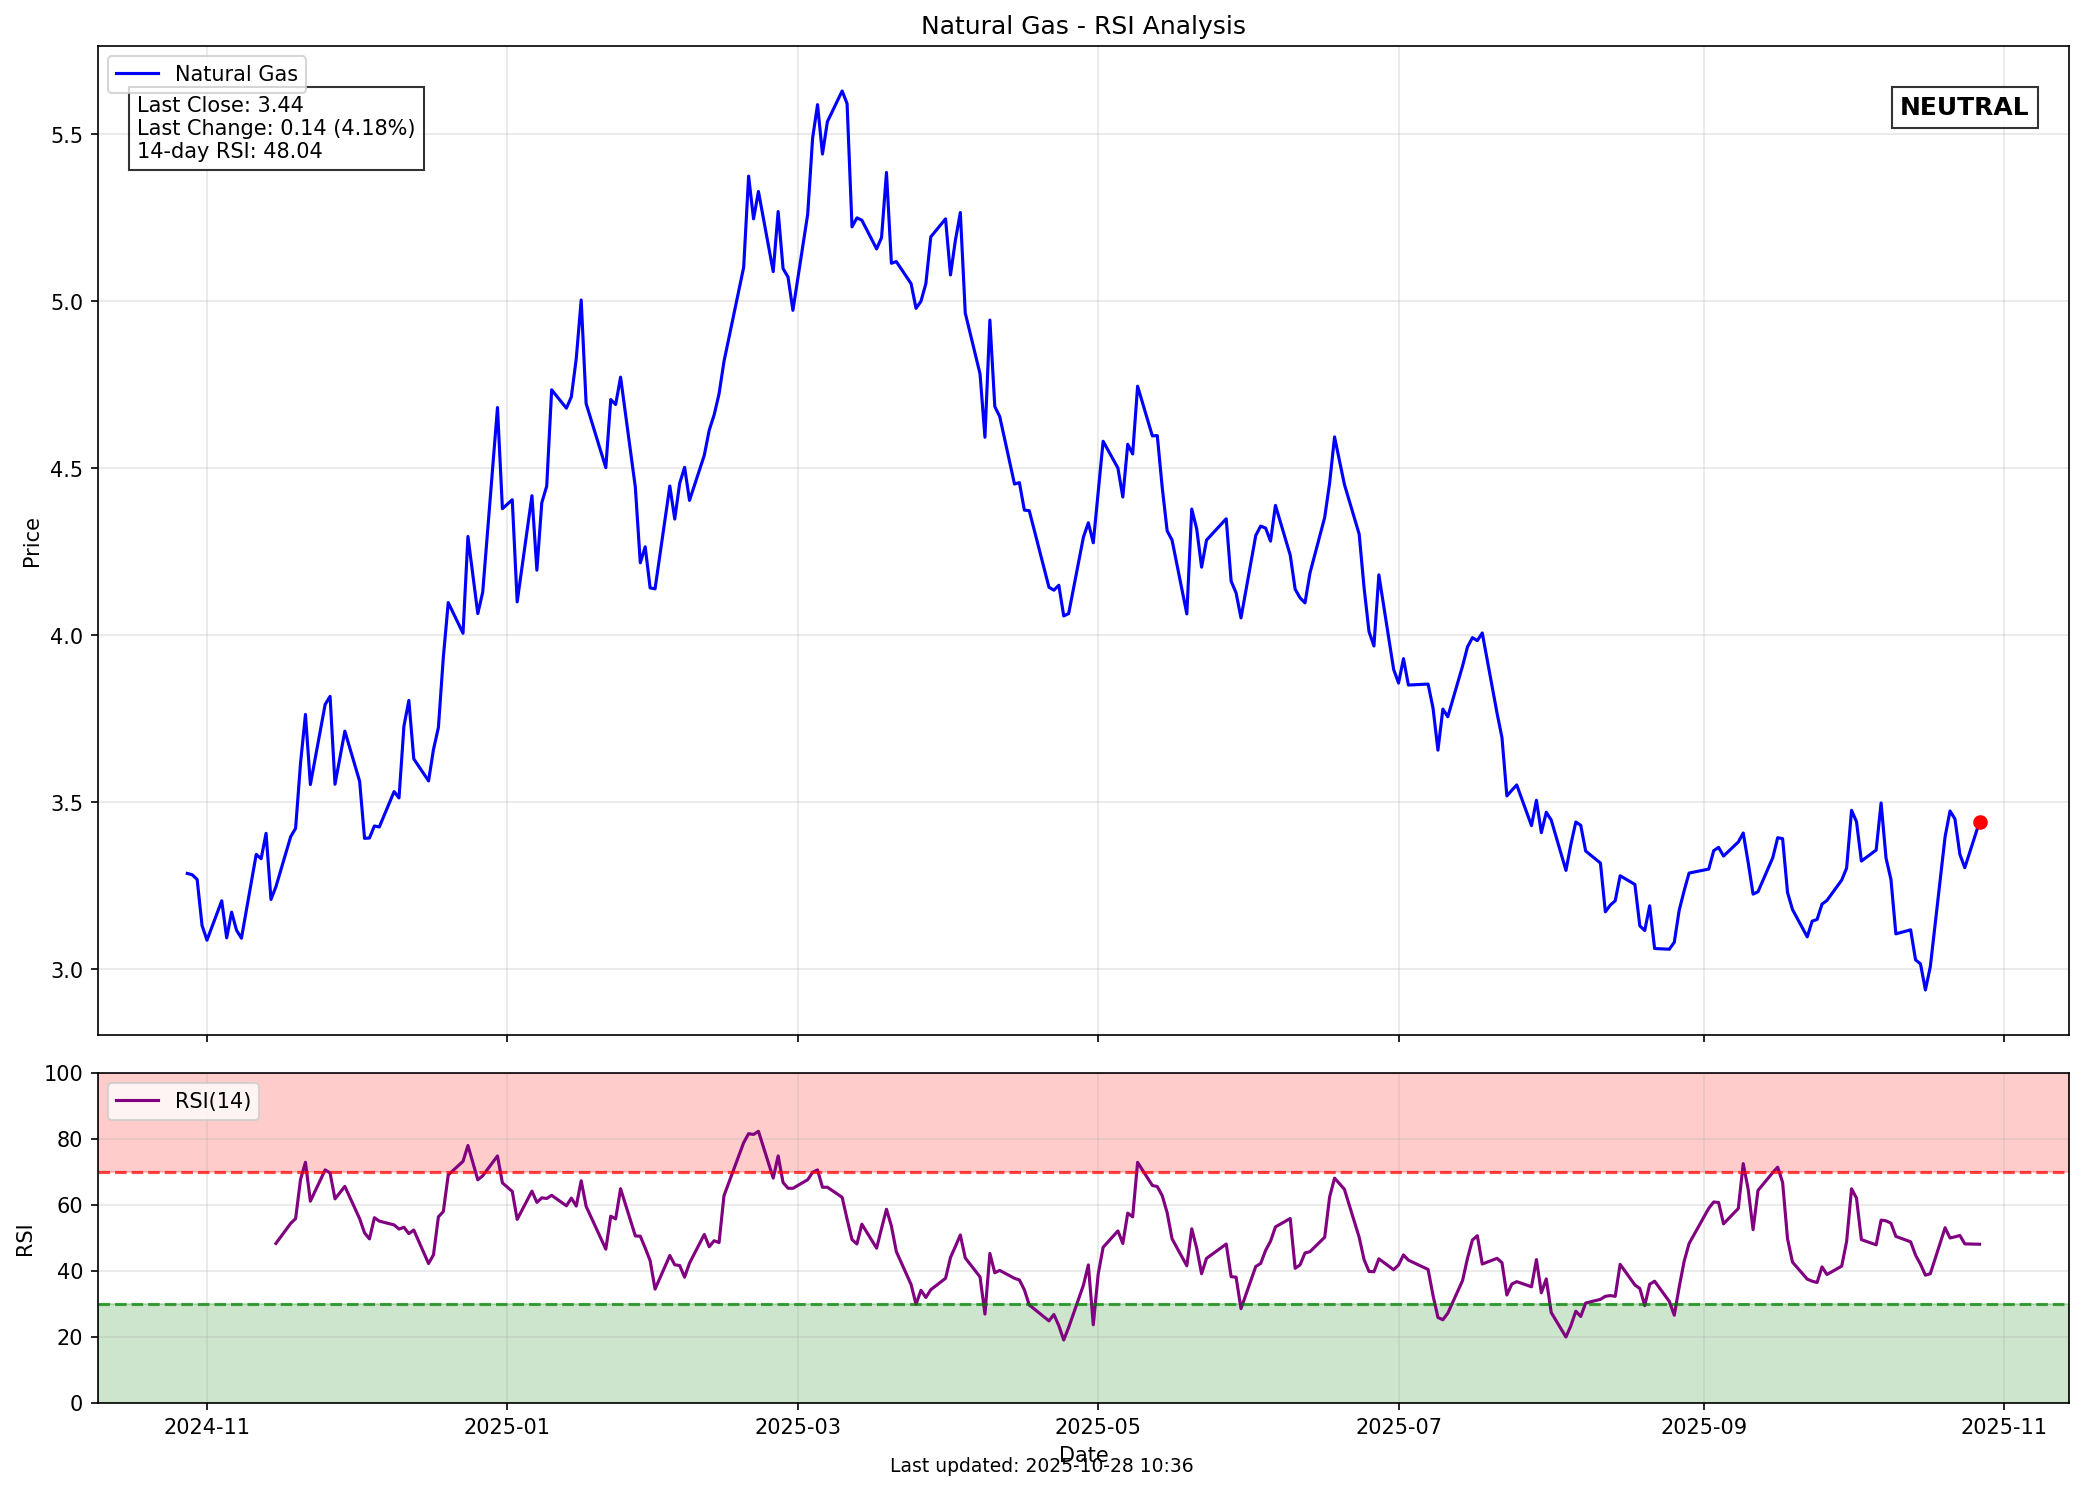 Natural Gas - RSI Analysis
Natural Gas
Last Close: 3.44
Last Change: 0.14 (4.18%)
14-day RSI: 48.04
NEUTRAL
Price
5.5
5.0
4.5
4.0
3.5
3.0
RSI(14)
RSI
100
80
60
40
20
0
2024-11
2025-01
2025-03
2025-05
2025-07
2025-09
2025-11
Date
Last updated: 2025-10-28 10:36